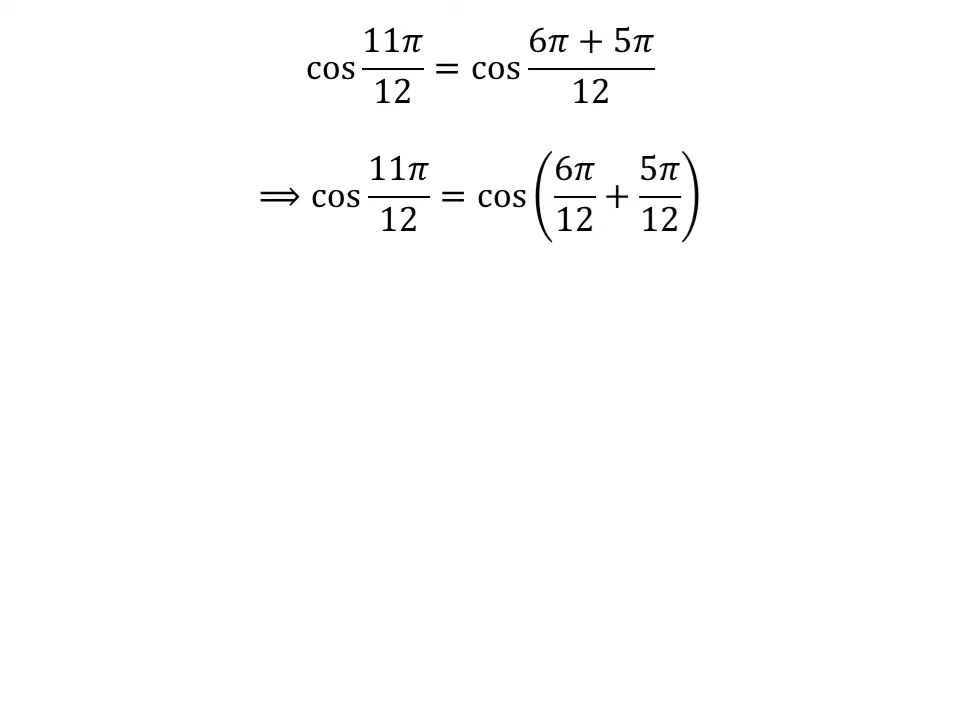 cos 11π/12 = cos (6π + 5π)/12
⟹ cos 11π/12 = cos (6π/12 + 5π/12)